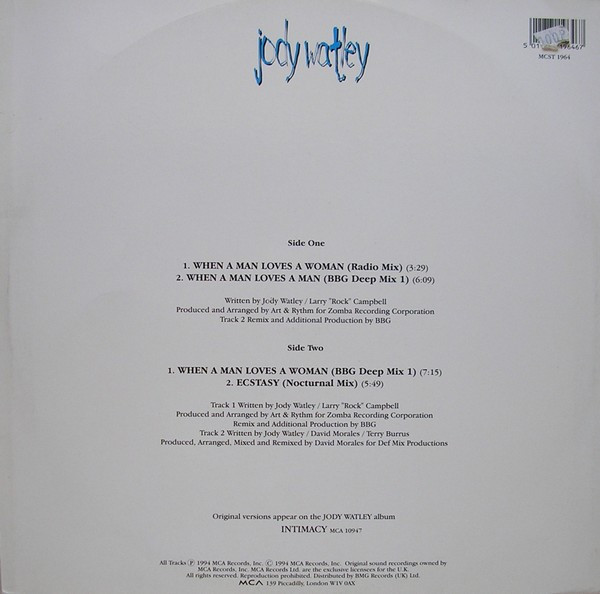 jody watley
MCST 1964
Side One
1. WHEN A MAN LOVES A WOMAN (Radio Mix) (3:29)
2. WHEN A MAN LOVES A MAN (BBG Deep Mix 1) (6:09)
Written by Jody Watley / Larry "Rock" Campbell
Produced and Arranged by Art & Rythm for Zomba Recording Corporation
Track 2 Remix and Additional Production by BBG
Side Two
1. WHEN A MAN LOVES A WOMAN (BBG Deep Mix 1) (7:15)
2. ECSTASY (Nocturnal Mix) (5:49)
Track 1 Written by Jody Watley / Larry "Rock" Campbell
Produced and Arranged by Art & Rythm for Zomba Recording Corporation
Remix and Additional Production by BBG
Track 2 Written by Jody Watley / David Morales / Terry Burrus
Produced, Arranged, Mixed and Remixed by David Morales for Def Mix Productions
Original versions appear on the JODY WATLEY album
INTIMACY MCA 10947
All Tracks Ⓟ 1994 MCA Records, Inc. © 1994 MCA Records, Inc. Original sound recordings owned by
MCA Records, Inc. MCA Records Ltd. are the exclusive licensees for the U.K.
All rights reserved. Reproduction prohibited. Distributed by BMG Records (UK) Ltd.
MCA 139 Piccadilly, London W1V 0AX